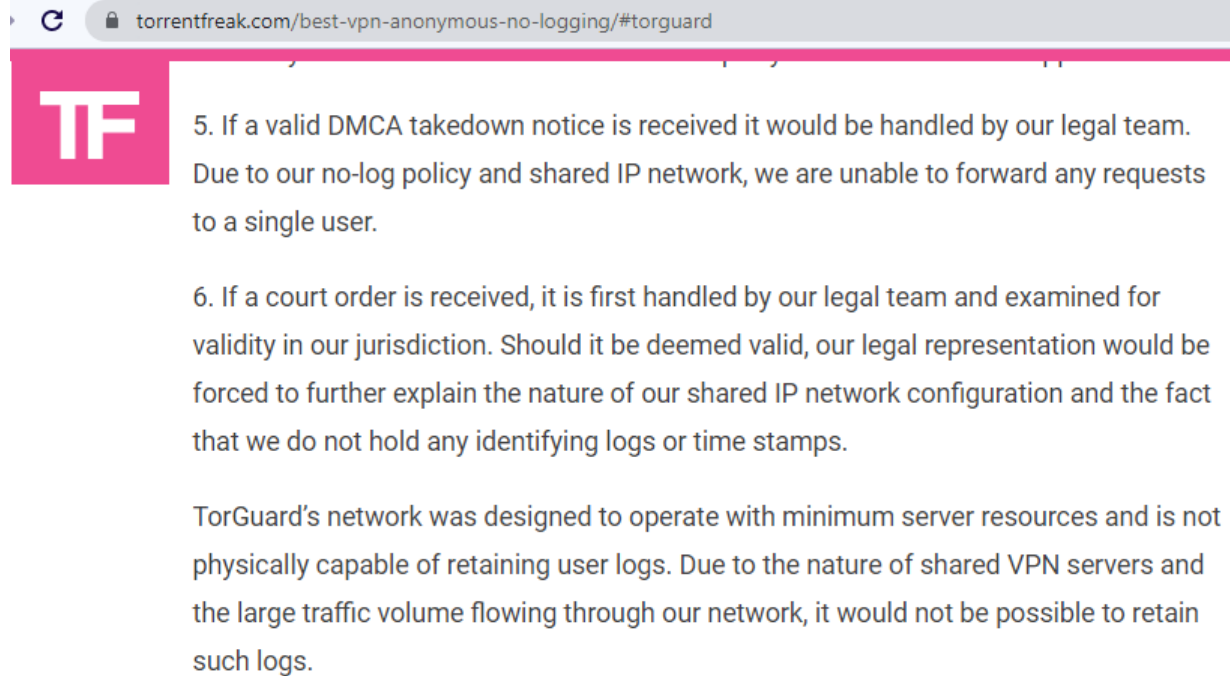 torrentfreak.com/best-vpn-anonymous-no-logging/#torguard
TF
5. If a valid DMCA takedown notice is received it would be handled by our legal team.
Due to our no-log policy and shared IP network, we are unable to forward any requests
to a single user.
6. If a court order is received, it is first handled by our legal team and examined for
validity in our jurisdiction. Should it be deemed valid, our legal representation would be
forced to further explain the nature of our shared IP network configuration and the fact
that we do not hold any identifying logs or time stamps.
TorGuard’s network was designed to operate with minimum server resources and is not
physically capable of retaining user logs. Due to the nature of shared VPN servers and
the large traffic volume flowing through our network, it would not be possible to retain
such logs.